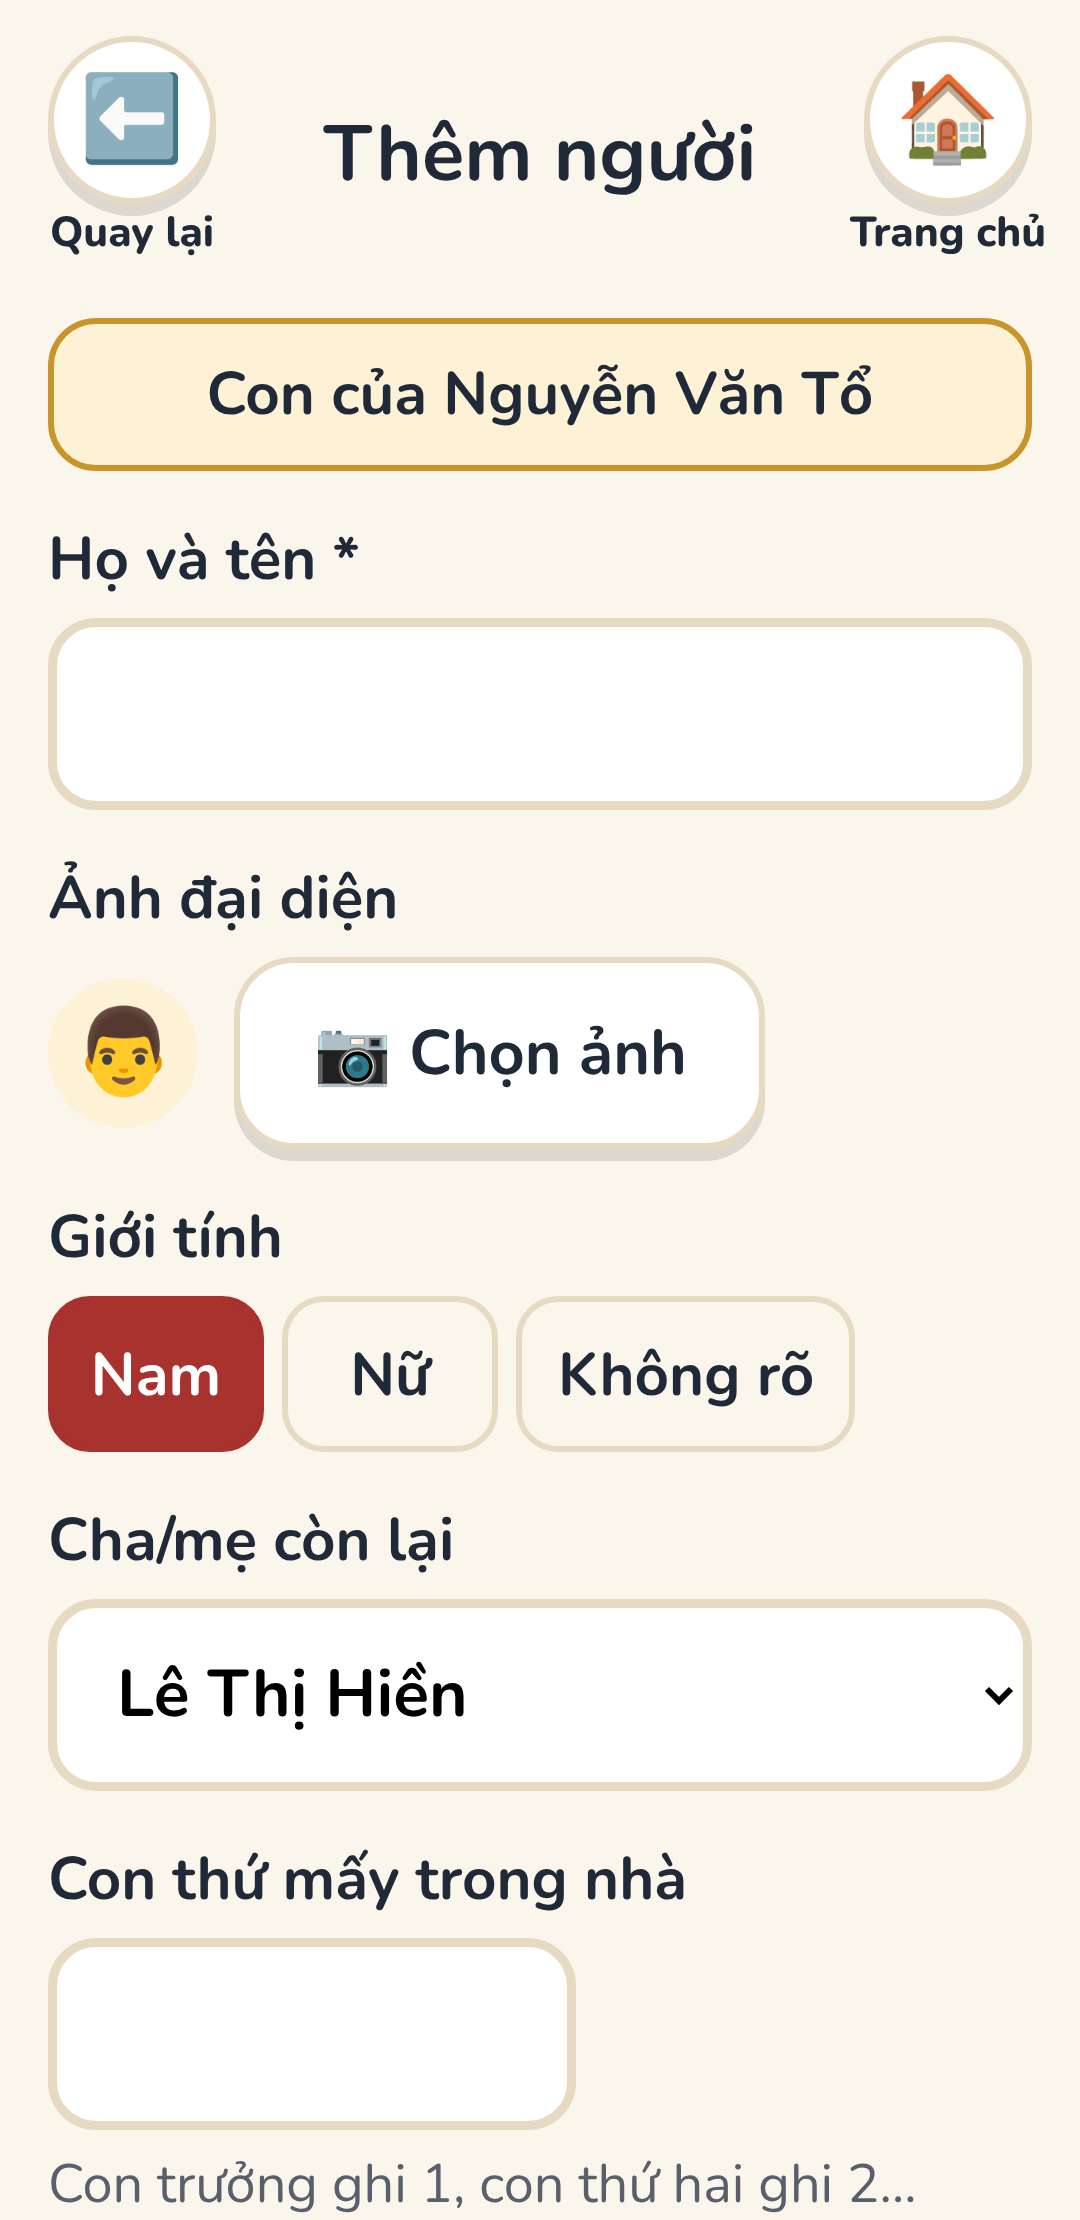 Thêm người
Quay lại
Trang chủ
Con của Nguyễn Văn Tổ
Họ và tên *
Ảnh đại diện
Chọn ảnh
Giới tính
Nam
Nữ
Không rõ
Cha/mẹ còn lại
Lê Thị Hiền
Con thứ mấy trong nhà
Con trưởng ghi 1, con thứ hai ghi 2...